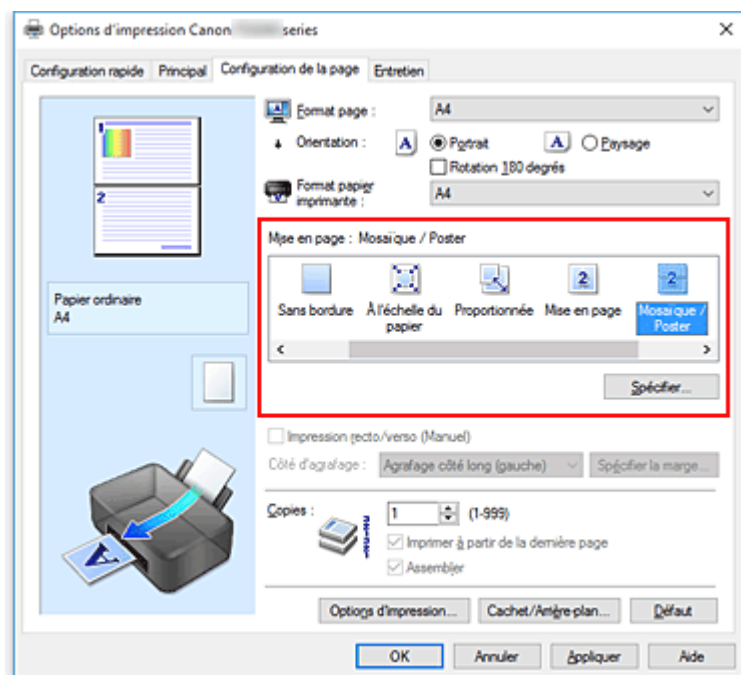 Options d'impression Canon series
Configuration rapide Principal Configuration de la page Entretien
Format page : A4
Orientation : A Portrait A Paysage
Rotation 180 degrés
Format papier imprimante : A4
Mise en page : Mosaïque / Poster
Sans bordure À l'échelle du papier Proportionnée Mise en page Mosaïque / Poster
Spécifier...
Papier ordinaire
A4
Impression recto/verso (Manuel)
Côté d'agrafage : Agrafage côté long (gauche) Spécifier la marge...
Copies : 1 (1-999)
Imprimer à partir de la dernière page
Assembler
Options d'impression... Cachet/Arrière-plan... Défaut
OK Annuler Appliquer Aide